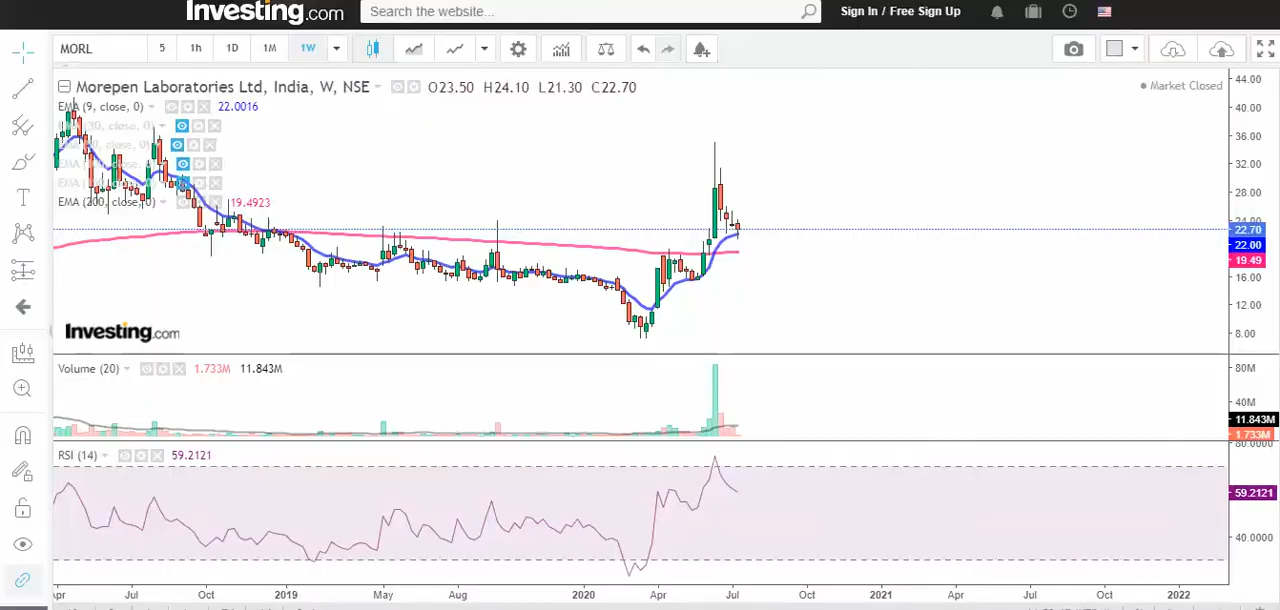 Investing.com
Search the website...
Sign In / Free Sign Up
MORL 5 1h 1D 1M 1W
Morepen Laboratories Ltd, India, W, NSE O23.50 H24.10 L21.30 C22.70
Market Closed
EMA (9, close, 0) 22.0016
EMA (200, close, 0) 19.4923
44.00
40.00
36.00
32.00
28.00
24.00
22.70
22.00
19.49
16.00
12.00
8.00
Investing.com
Volume (20) 1.733M 11.843M
80M
40M
11.843M
1.733M
RSI (14) 59.2121
80.0000
59.2121
40.0000
Apr Jul Oct 2019 May Aug 2020 Apr Jul Oct 2021 Apr Jul Oct 2022